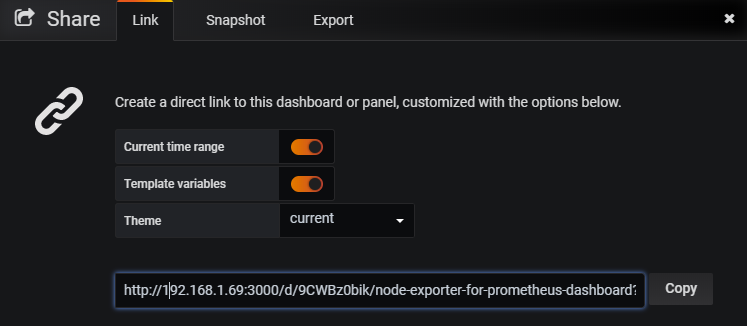 Share Link Snapshot Export
Create a direct link to this dashboard or panel, customized with the options below.
Current time range
Template variables
Theme current
http://192.168.1.69:3000/d/9CWBz0bik/node-exporter-for-prometheus-dashboard? Copy